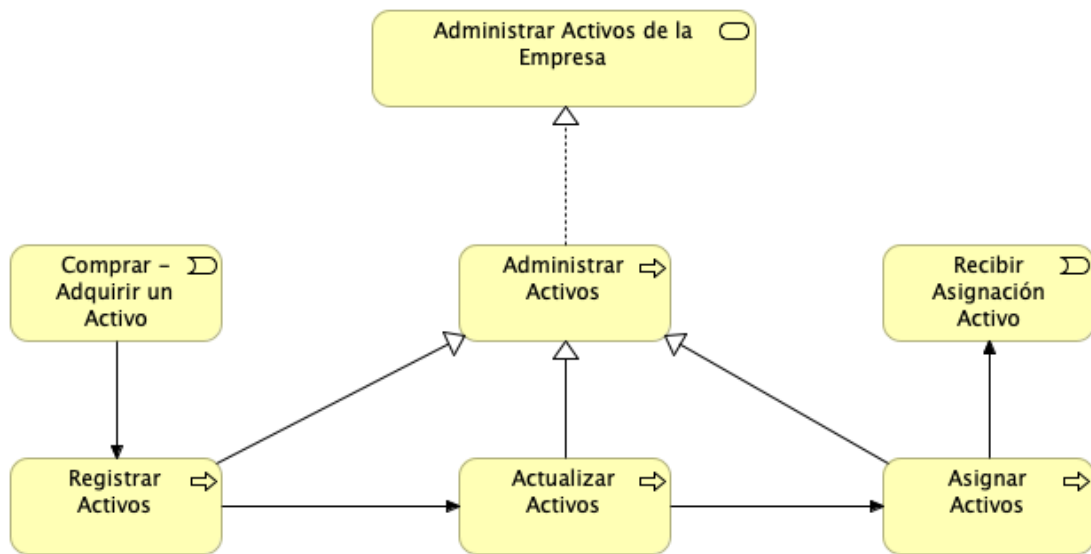 Administrar Activos de la
Empresa
Comprar –
Adquirir un
Activo
Administrar
Activos
Recibir
Asignación
Activo
Registrar
Activos
Actualizar
Activos
Asignar
Activos